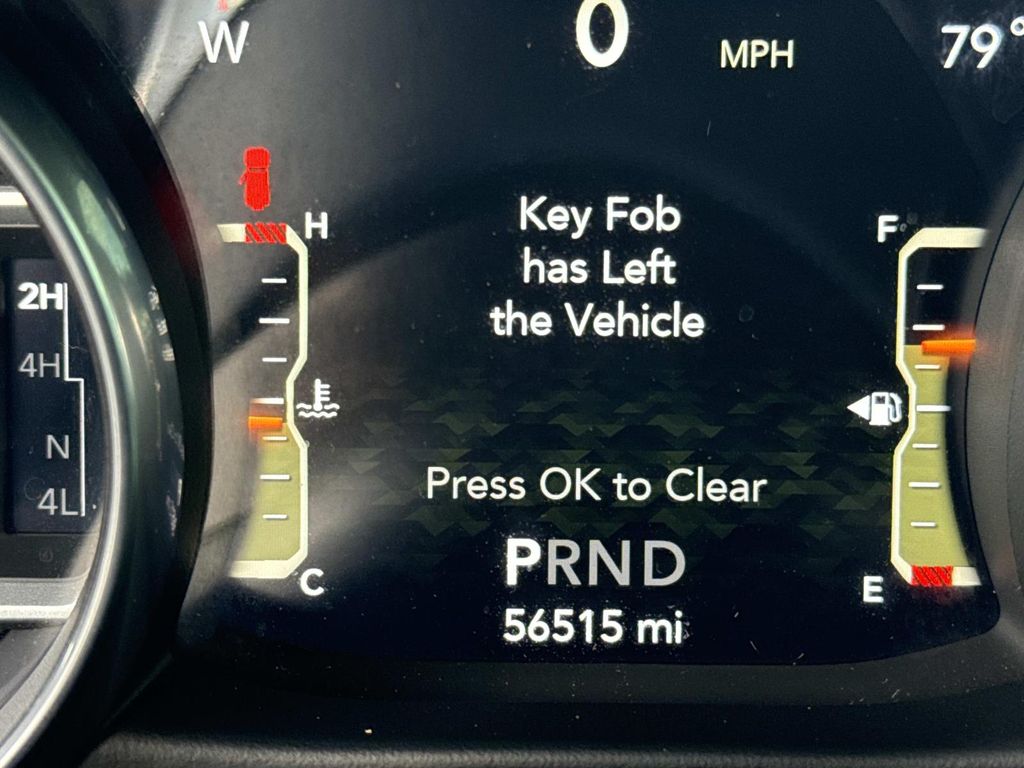 W
0
MPH
79°
H
Key Fob
has Left
the Vehicle
F
2H
4H
N
4L
Press OK to Clear
C
PRND
E
56515 mi